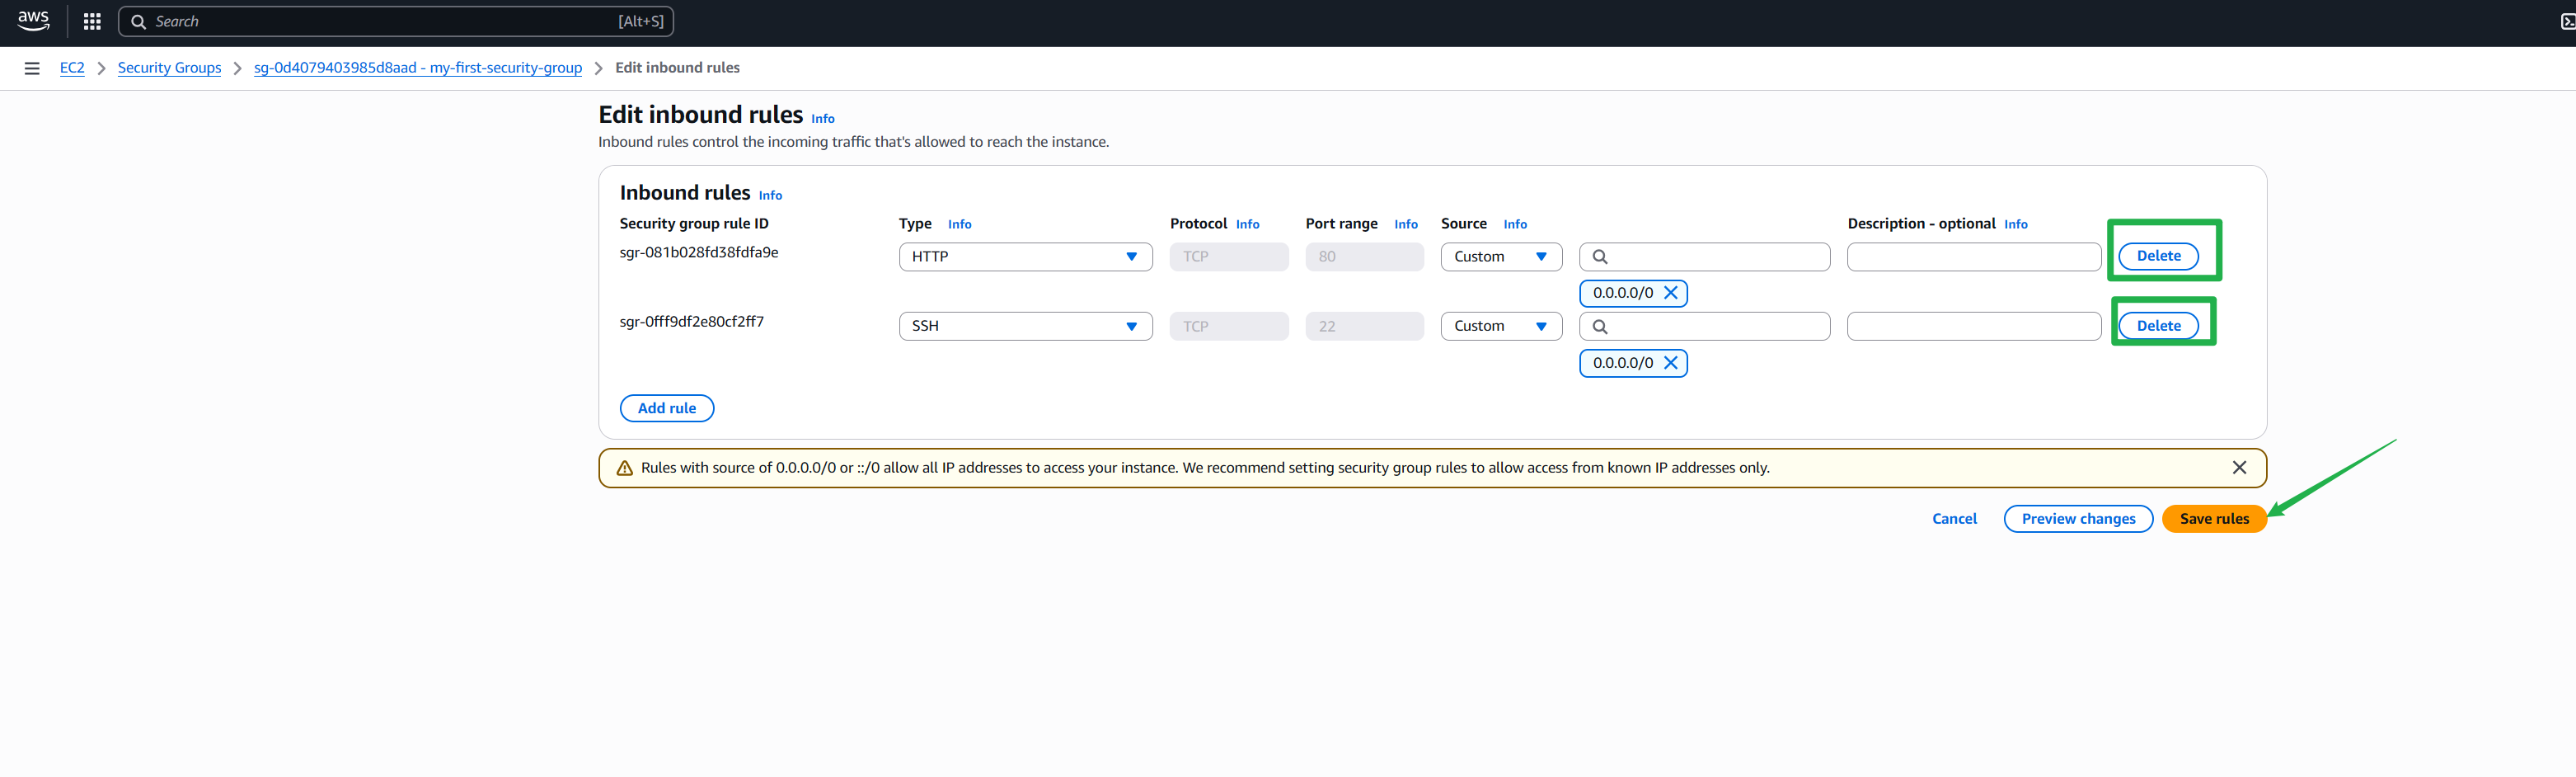 aws Search [Alt+S]
EC2 Security Groups sg-0d4079403985d8aad - my-first-security-group Edit inbound rules
Edit inbound rules Info
Inbound rules control the incoming traffic that's allowed to reach the instance.
Inbound rules Info
Security group rule ID Type Info Protocol Info Port range Info Source Info Description - optional Info
sgr-081b028fd38fdfa9e HTTP TCP 80 Custom Delete
0.0.0.0/0
sgr-0fff9df2e80cf2ff7 SSH TCP 22 Custom Delete
0.0.0.0/0
Add rule
Rules with source of 0.0.0.0/0 or ::/0 allow all IP addresses to access your instance. We recommend setting security group rules to allow access from known IP addresses only.
Cancel Preview changes Save rules